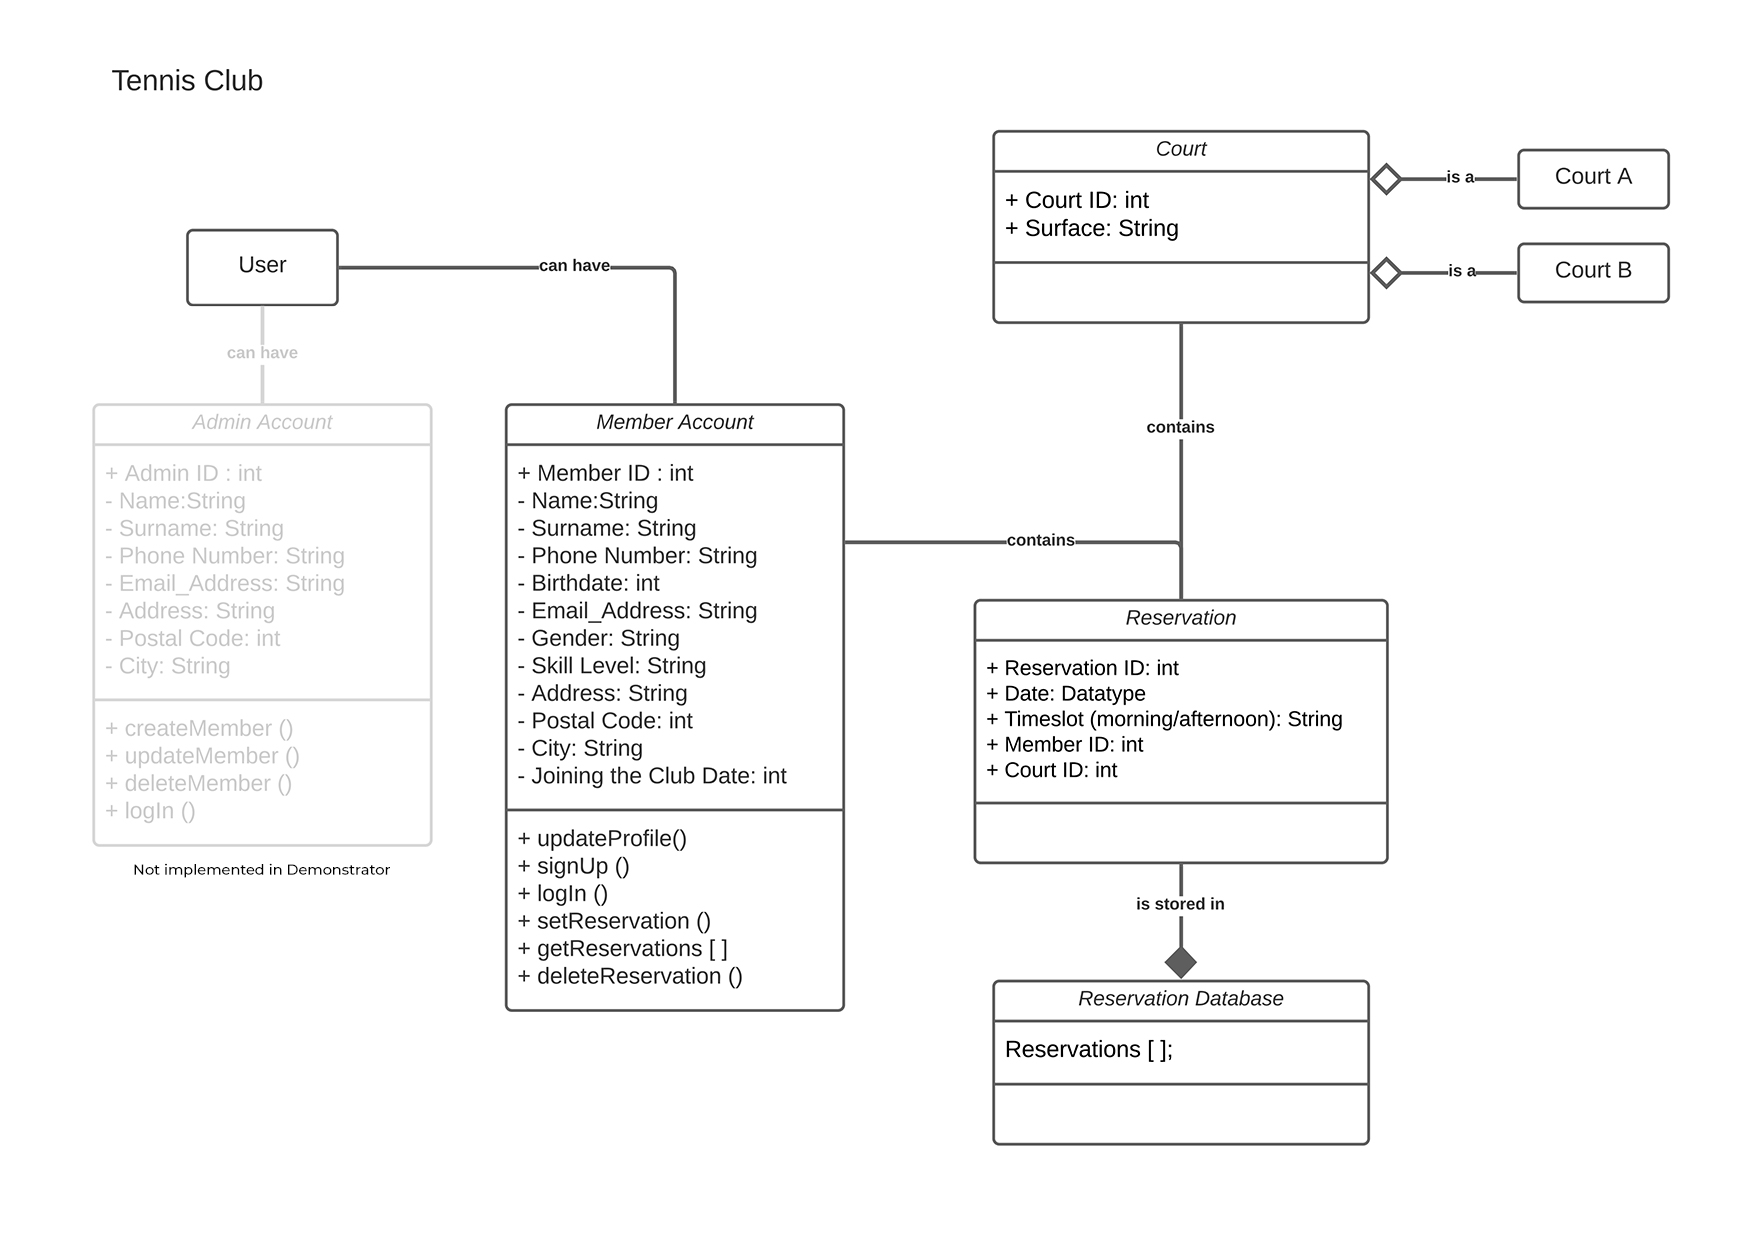 Tennis Club
User
can have
can have
Admin Account
+ Admin ID : int
- Name:String
- Surname: String
- Phone Number: String
- Email_Address: String
- Address: String
- Postal Code: int
- City: String
+ createMember ()
+ updateMember ()
+ deleteMember ()
+ logIn ()
Not implemented in Demonstrator
Member Account
+ Member ID : int
- Name:String
- Surname: String
- Phone Number: String
- Birthdate: int
- Email_Address: String
- Gender: String
- Skill Level: String
- Address: String
- Postal Code: int
- City: String
- Joining the Club Date: int
+ updateProfile()
+ signUp ()
+ logIn ()
+ setReservation ()
+ getReservations [ ]
+ deleteReservation ()
Court
+ Court ID: int
+ Surface: String
is a
Court A
is a
Court B
contains
contains
Reservation
+ Reservation ID: int
+ Date: Datatype
+ Timeslot (morning/afternoon): String
+ Member ID: int
+ Court ID: int
is stored in
Reservation Database
Reservations [ ];